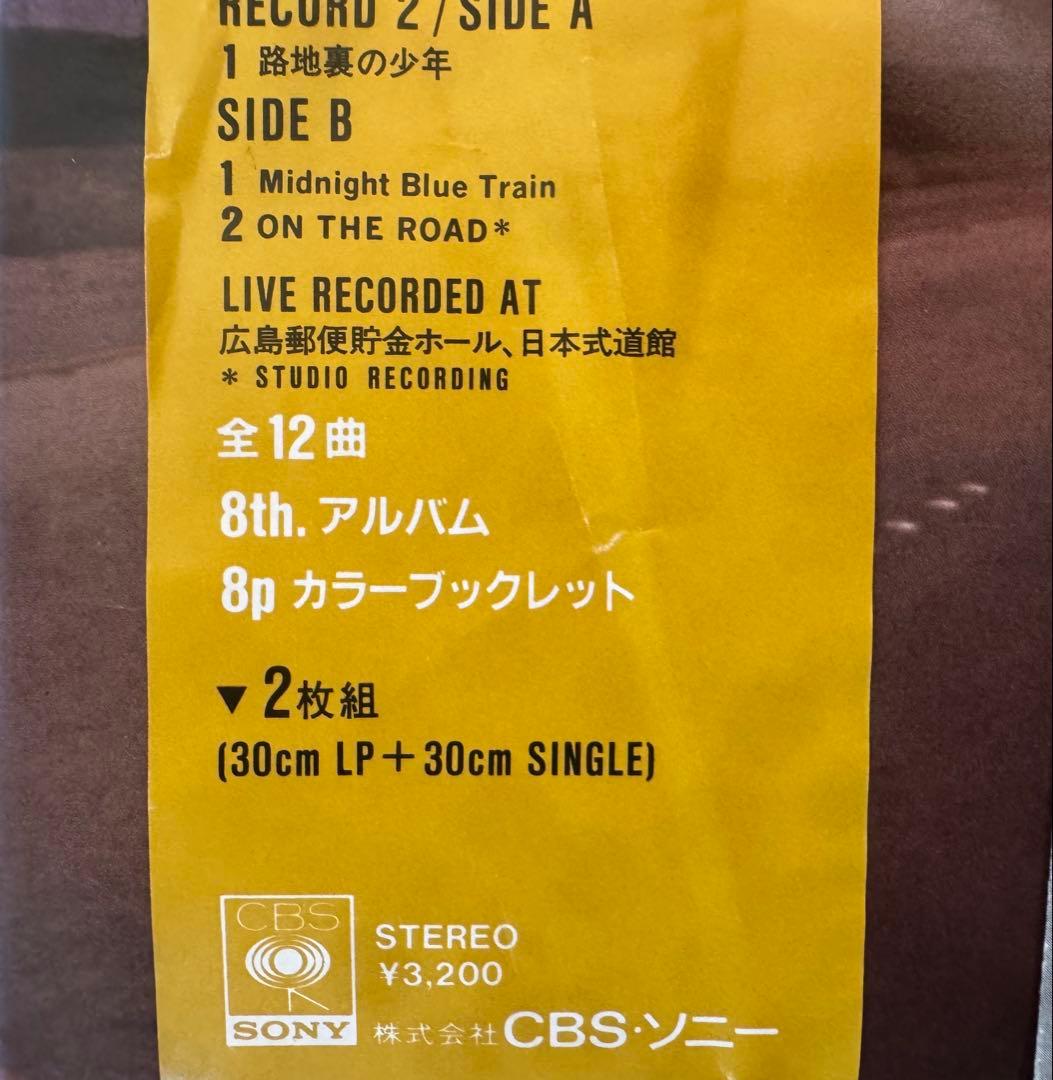 RECORD 2/SIDE A
1 路地裏の少年
SIDE B
1 Midnight Blue Train
2 ON THE ROAD*
LIVE RECORDED AT
広島郵便貯金ホール、日本式道館
* STUDIO RECORDING
全12曲
8th. アルバム
8p カラーブックレット
▼2枚組
(30cm LP+30cm SINGLE)
CBS
SONY
STEREO
¥3,200
株式会社CBS・ソニー